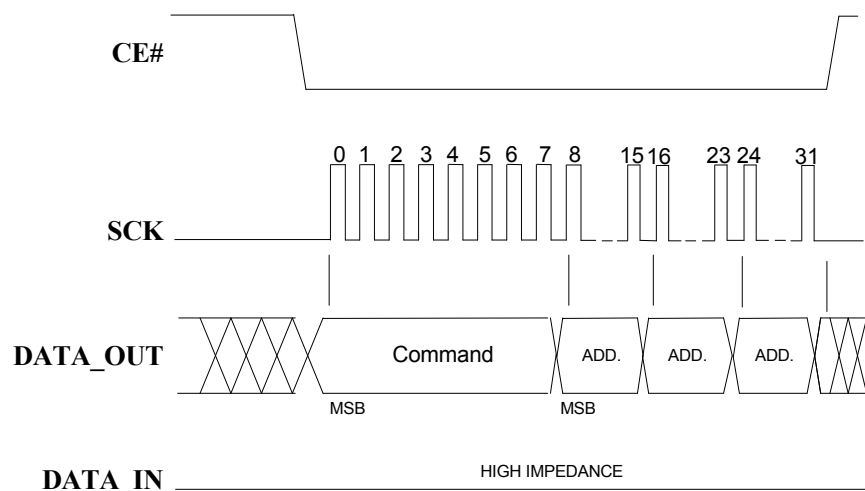 CE#
0 1 2 3 4 5 6 7 8 15 16 23 24 31
SCK
DATA_OUT
Command ADD. ADD. ADD.
MSB MSB
HIGH IMPEDANCE
DATA_IN